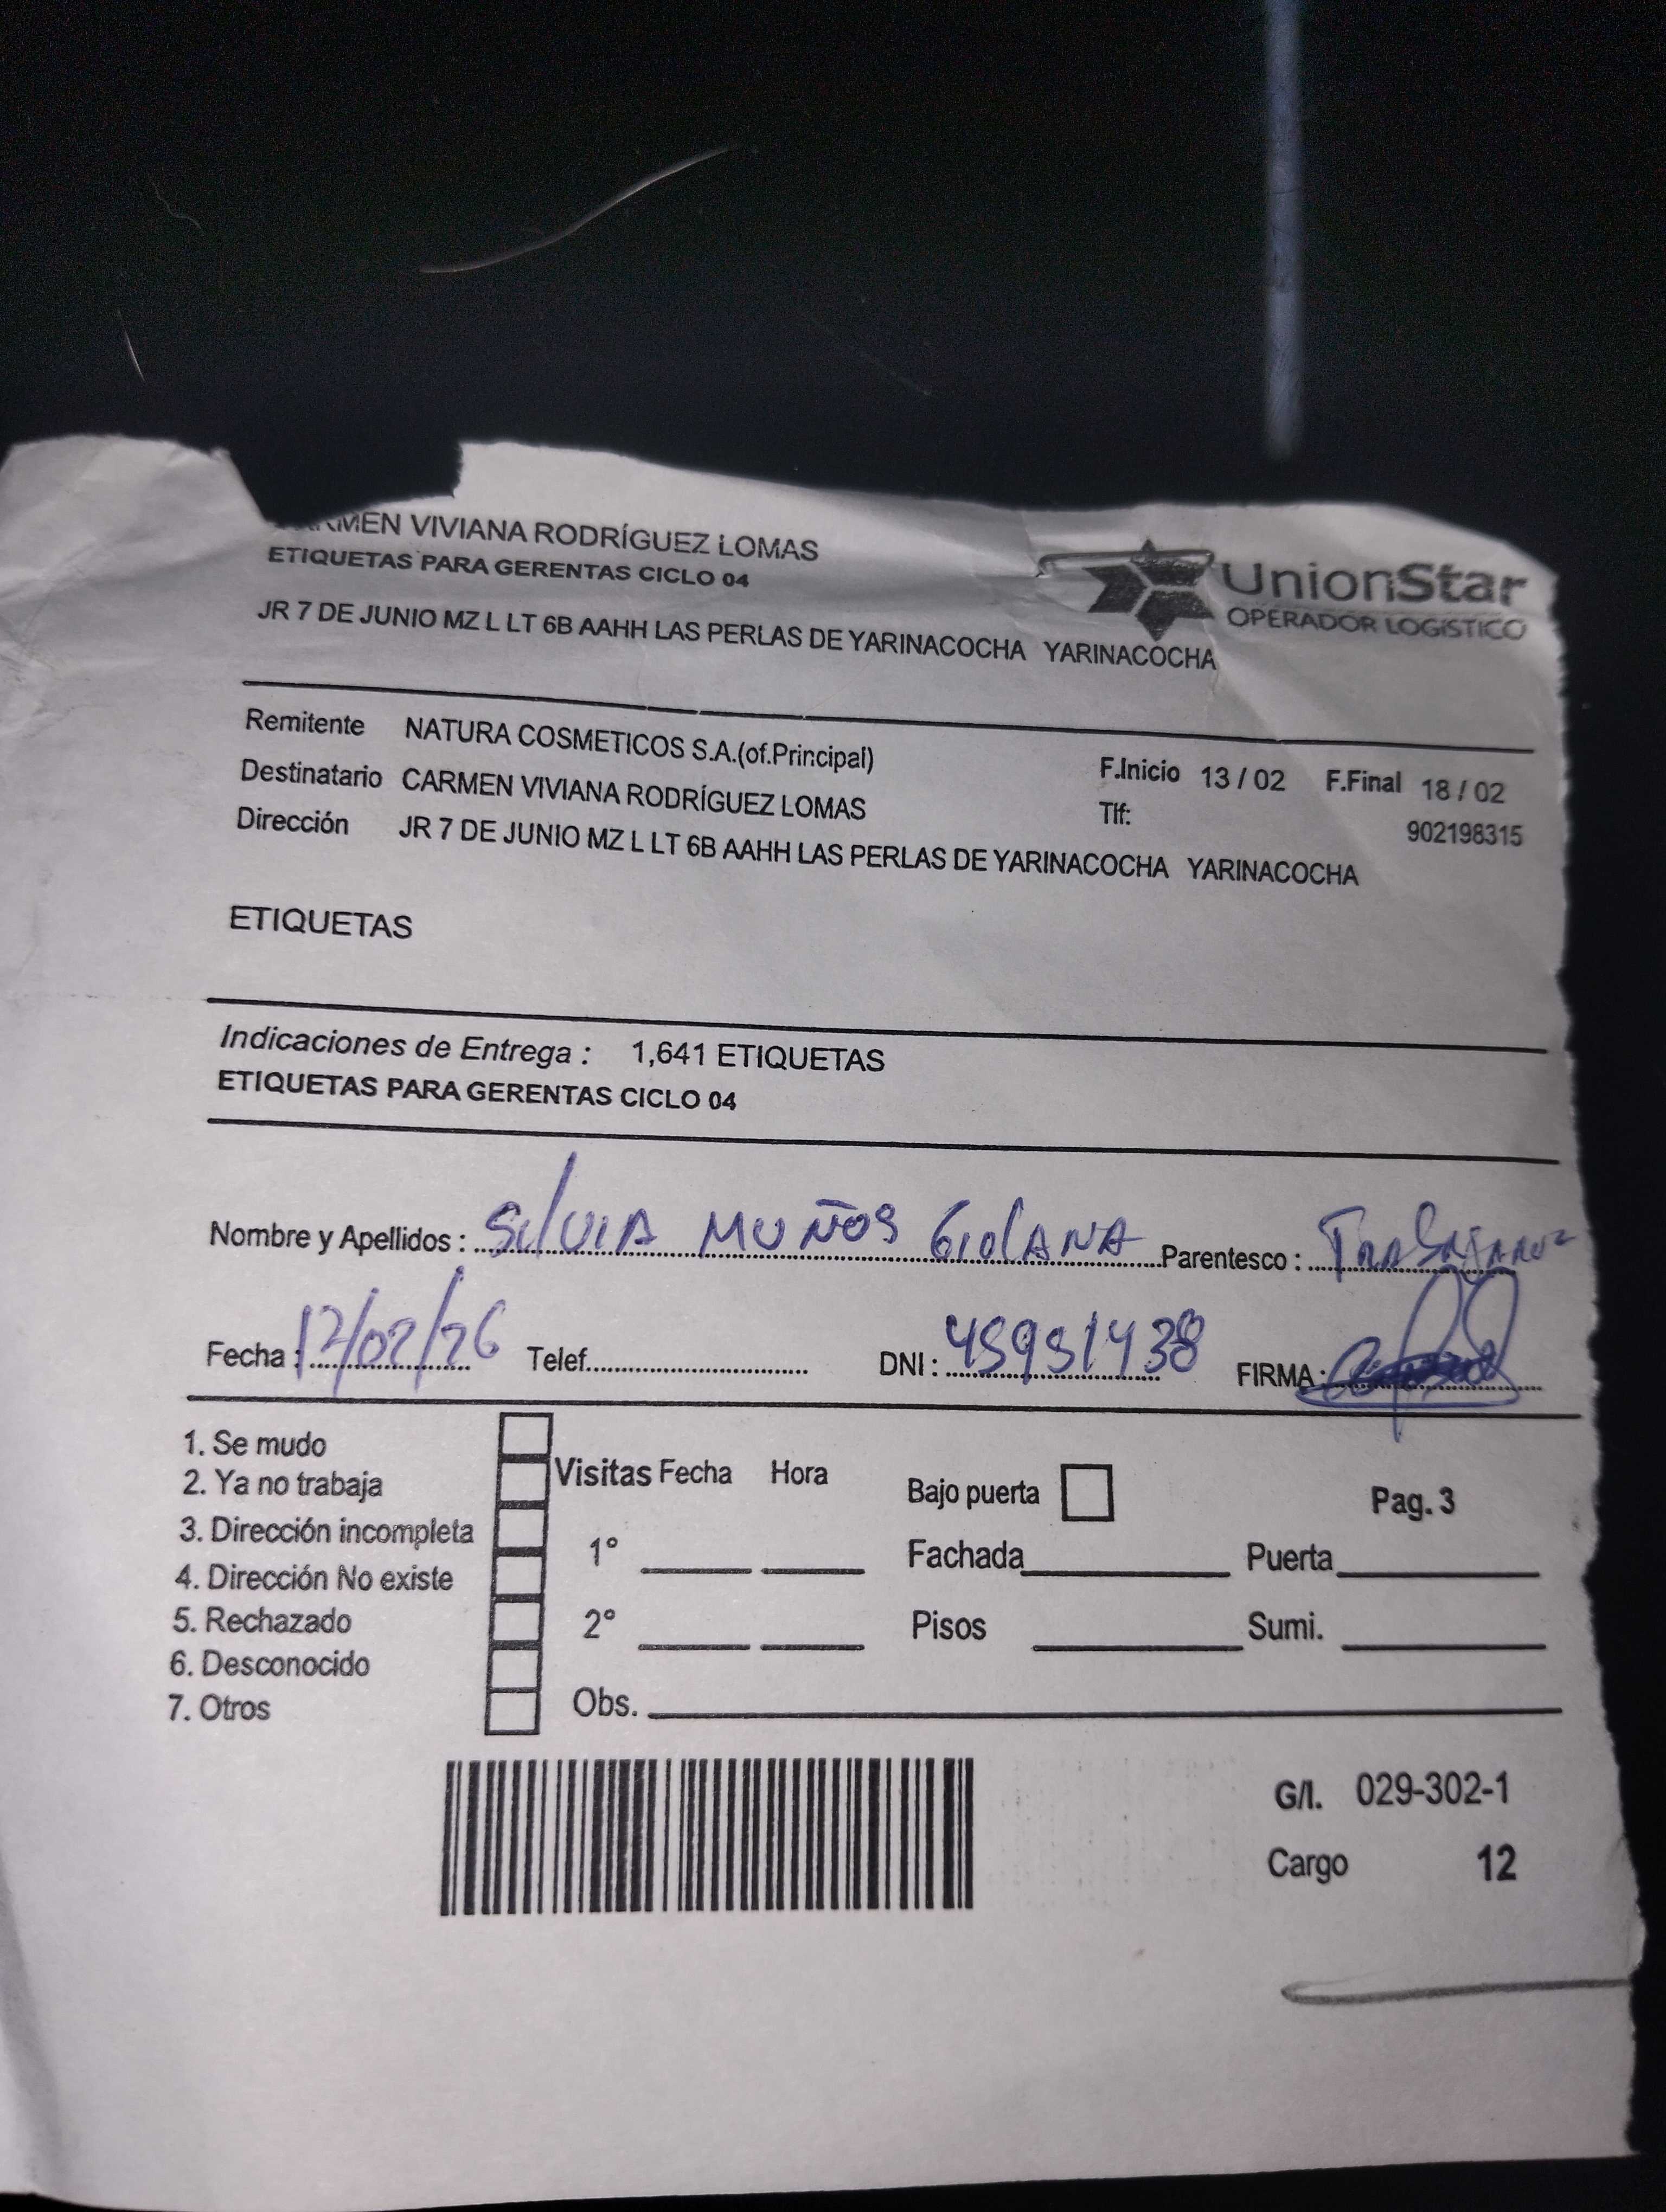 CARMEN VIVIANA RODRÍGUEZ LOMAS
ETIQUETAS PARA GERENTAS CICLO 04
UnionStar
OPERADOR LOGÍSTICO
JR 7 DE JUNIO MZ L LT 6B AAHH LAS PERLAS DE YARINACOCHA YARINACOCHA
Remitente NATURA COSMETICOS S.A.(of.Principal)
F.Inicio 13 / 02 F.Final 18 / 02
Destinatario CARMEN VIVIANA RODRÍGUEZ LOMAS
Tlf: 902198315
Dirección JR 7 DE JUNIO MZ L LT 6B AAHH LAS PERLAS DE YARINACOCHA YARINACOCHA
ETIQUETAS
Indicaciones de Entrega : 1,641 ETIQUETAS
ETIQUETAS PARA GERENTAS CICLO 04
Nombre y Apellidos : SilVIA MUÑOS Parentesco :
Fecha : /02/26 Telef. DNI : FIRMA :
1. Se mudo
2. Ya no trabaja
3. Dirección incompleta
4. Dirección No existe
5. Rechazado
6. Desconocido
7. Otros
Visitas Fecha Hora
1°
2°
Obs.
Bajo puerta Pag. 3
Fachada Puerta
Pisos Sumi.
G/I. 029-302-1
Cargo 12